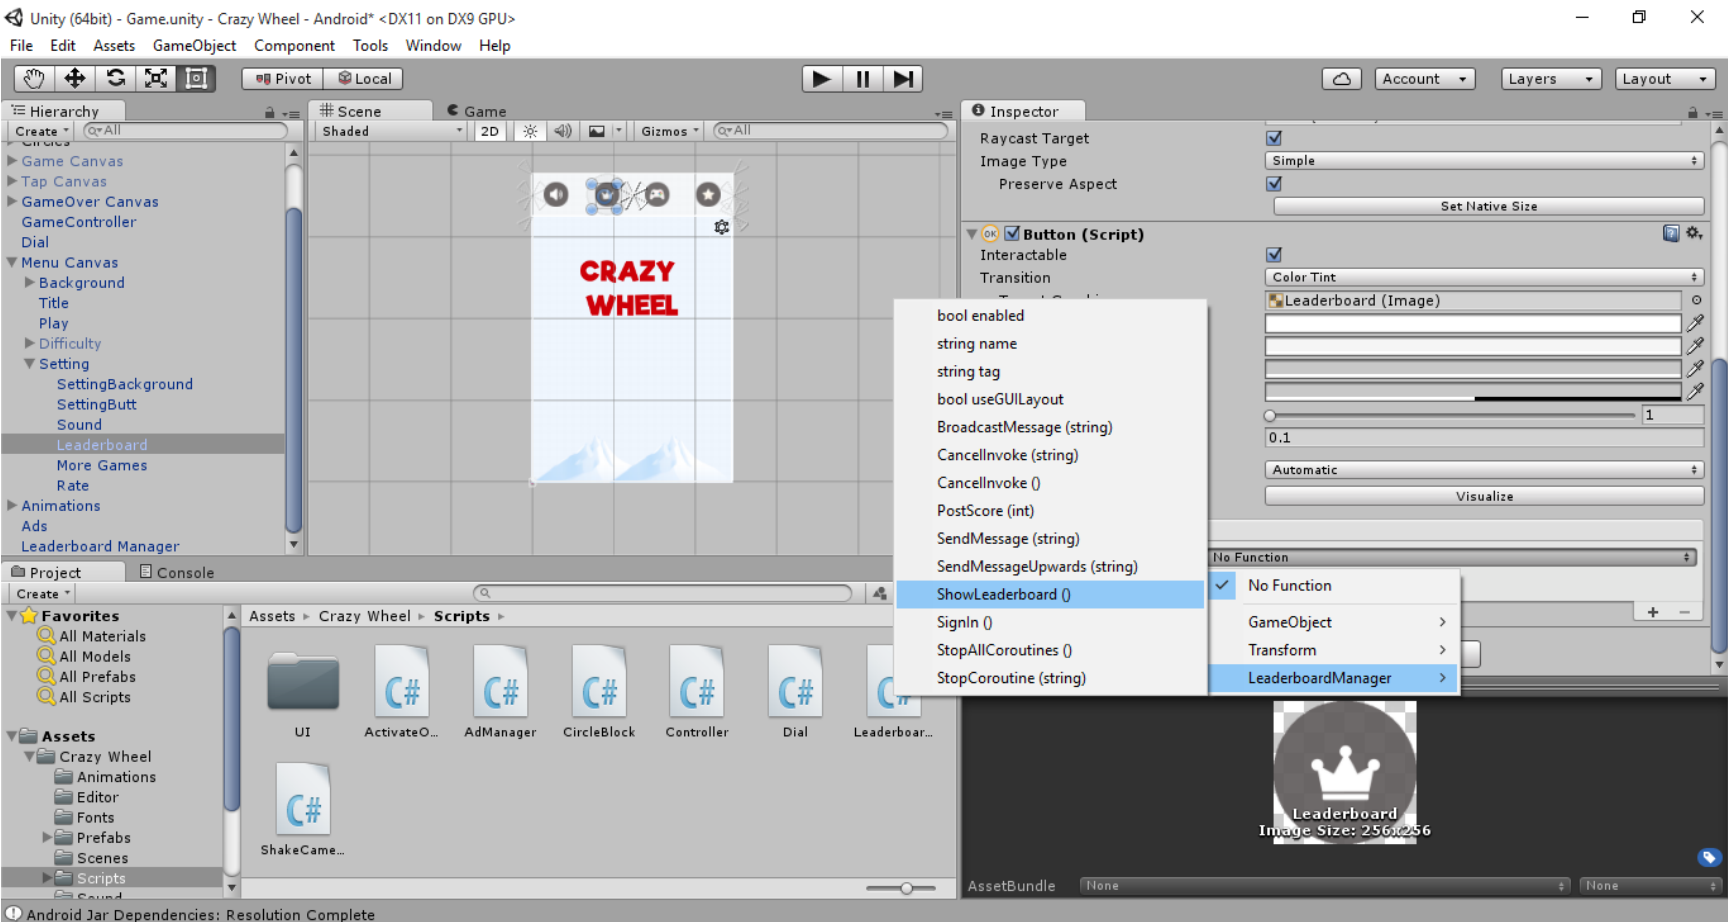 Unity (64bit) - Game.unity - Crazy Wheel - Android* <DX11 on DX9 GPU>
File Edit Assets GameObject Component Tools Window Help
Pivot Local Account Layers Layout
Hierarchy
Create All
Circles
Game Canvas
Tap Canvas
GameOver Canvas
GameController
Dial
Menu Canvas
Background
Title
Play
Difficulty
Setting
SettingBackground
SettingButt
Sound
Leaderboard
More Games
Rate
Animations
Ads
Leaderboard Manager
Scene Game
Shaded 2D Gizmos All
CRAZY
WHEEL
Inspector
Raycast Target
Image Type Simple
Preserve Aspect
Set Native Size
OK Button (Script)
Interactable
Transition Color Tint
Leaderboard (Image)
1
0.1
Automatic
Visualize
No Function
bool enabled
string name
string tag
bool useGUILayout
BroadcastMessage (string)
CancelInvoke (string)
CancelInvoke ()
PostScore (int)
SendMessage (string)
SendMessageUpwards (string)
ShowLeaderboard ()
SignIn ()
StopAllCoroutines ()
StopCoroutine (string)
No Function
GameObject
Transform
LeaderboardManager
Project Console
Create
Favorites
All Materials
All Models
All Prefabs
All Scripts
Assets
Crazy Wheel
Animations
Editor
Fonts
Prefabs
Scenes
Scripts
Sound
Assets Crazy Wheel Scripts
C# C# C# C# C# C#
UI ActivateO... AdManager CircleBlock Controller Dial Leaderboar...
C#
ShakeCame...
Leaderboard
Image Size: 256x256
AssetBundle None None
Android Jar Dependencies: Resolution Complete